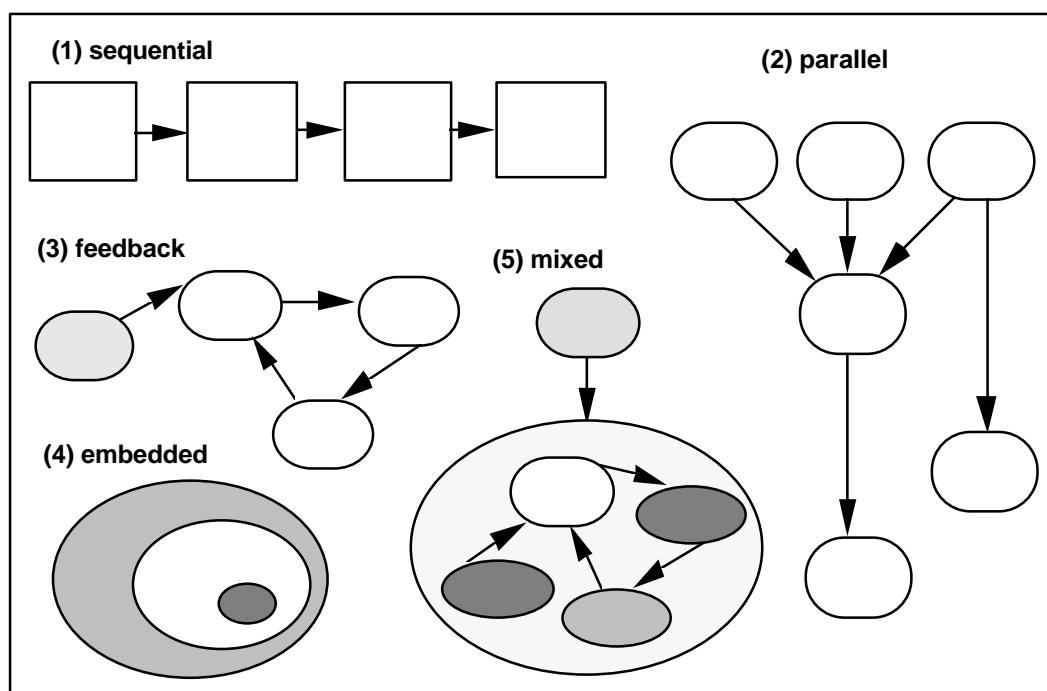 (1) sequential
(2) parallel
(3) feedback
(5) mixed
(4) embedded